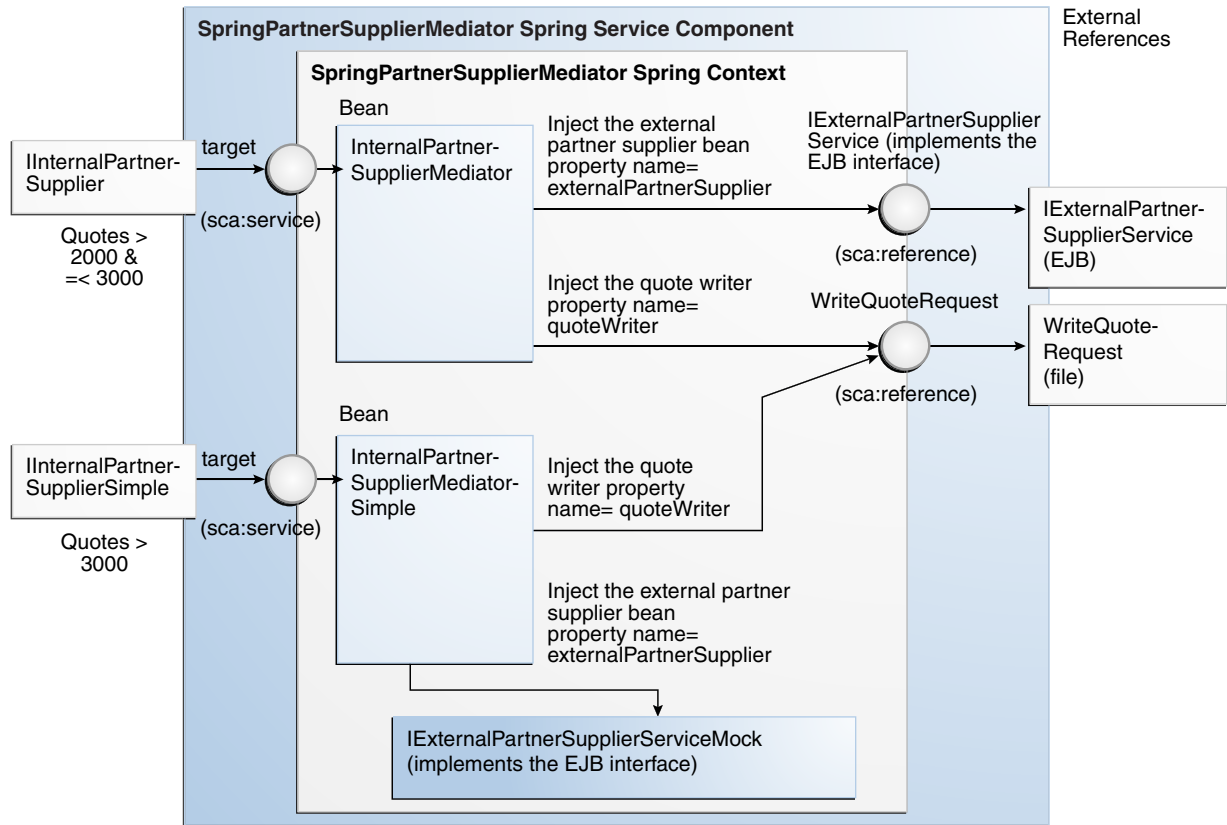 SpringPartnerSupplierMediator Spring Service Component
External
References
SpringPartnerSupplierMediator Spring Context
Bean
IInternalPartner-
Supplier
target
(sca:service)
Quotes >
2000 &
=< 3000
InternalPartner-
SupplierMediator
Inject the external
partner supplier bean
property name=
externalPartnerSupplier
IExternalPartnerSupplier
Service (implements the
EJB interface)
(sca:reference)
IExternalPartner-
SupplierService
(EJB)
Inject the quote writer
property name=
quoteWriter
WriteQuoteRequest
(sca:reference)
WriteQuote-
Request
(file)
Bean
IInternalPartner-
SupplierSimple
target
(sca:service)
Quotes >
3000
InternalPartner-
SupplierMediator-
Simple
Inject the quote
writer property
name= quoteWriter
Inject the external partner
supplier bean
property name=
externalPartnerSupplier
IExternalPartnerSupplierServiceMock
(implements the EJB interface)